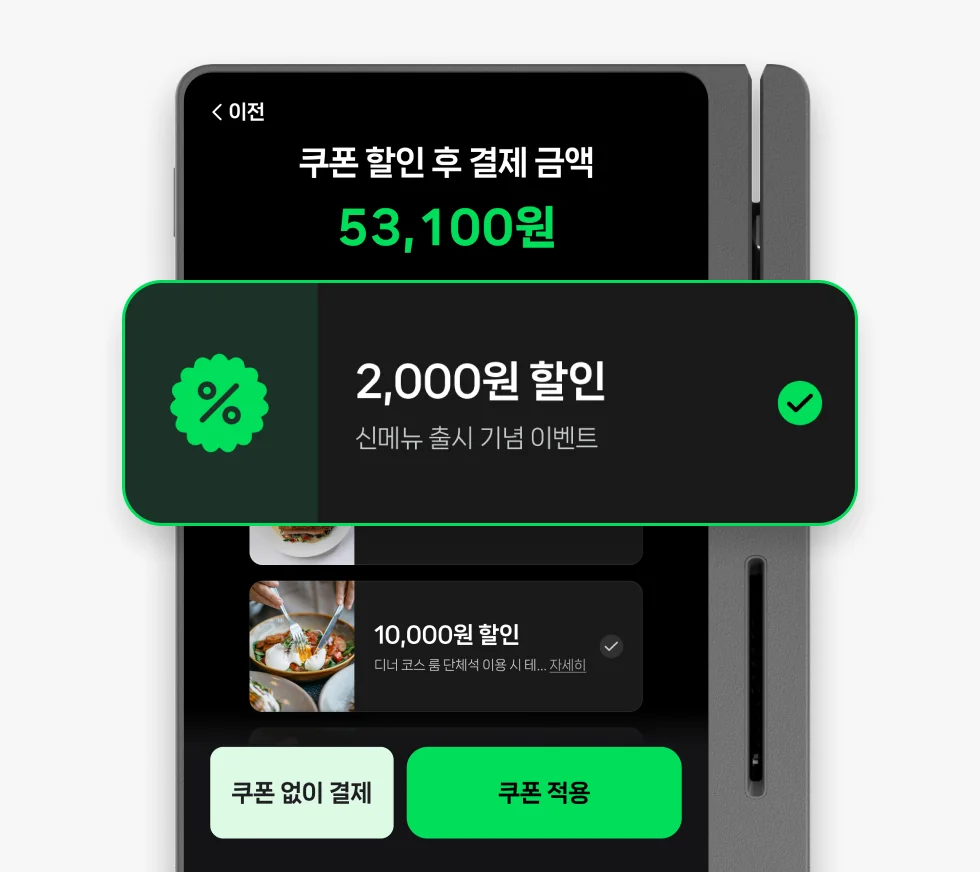 이전
쿠폰 할인 후 결제 금액
53,100원
2,000원 할인
신메뉴 출시 기념 이벤트
10,000원 할인
디너 코스 룸 단체석 이용 시 테... 자세히
쿠폰 없이 결제
쿠폰 적용